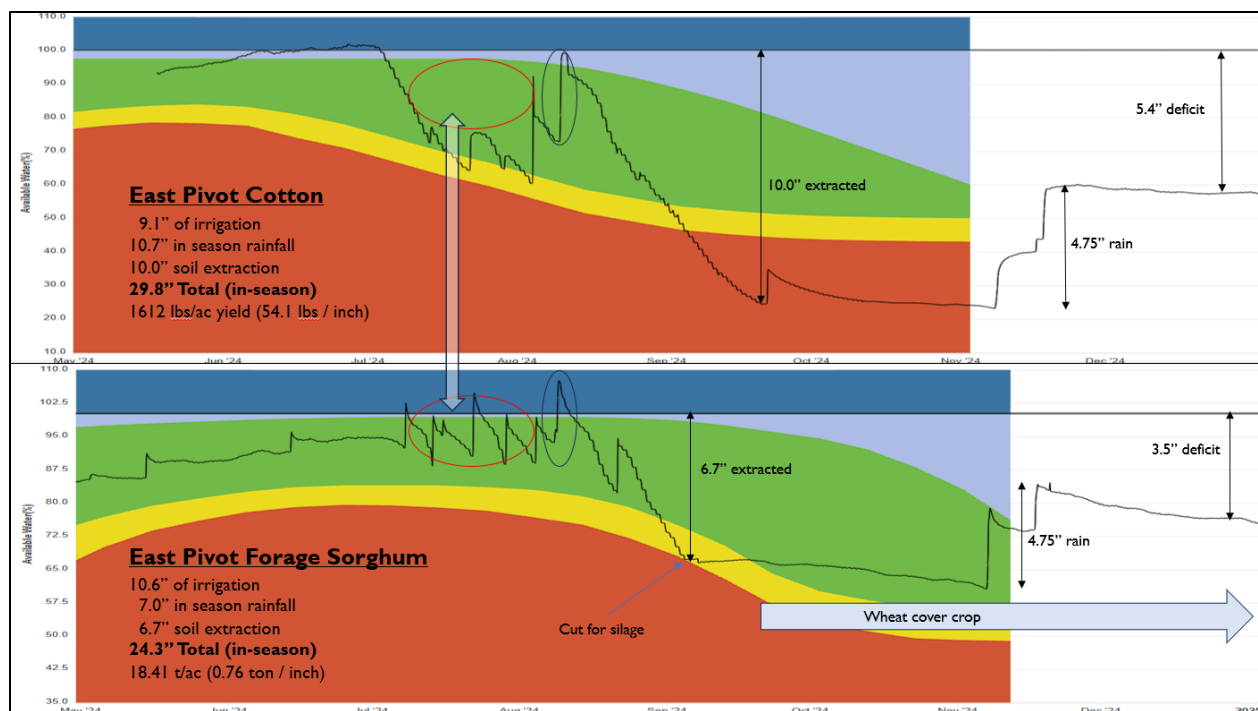 110.0
100.0
90.0
80.0
70.0
60.0
50.0
40.0
30.0
20.0
10.0
Available Water(%)
East Pivot Cotton
9.1” of irrigation
10.7” in season rainfall
10.0” soil extraction
29.8” Total (in-season)
1612 lbs/ac yield (54.1 lbs / inch)
10.0” extracted
5.4” deficit
4.75” rain
May '24
Jun '24
Jul '24
Aug '24
Sep '24
Oct '24
Nov '24
Dec '24
110.0
102.5
95.0
87.5
80.0
72.5
65.0
57.5
50.0
42.5
35.0
Available Water(%)
East Pivot Forage Sorghum
10.6” of irrigation
7.0” in season rainfall
6.7” soil extraction
24.3” Total (in-season)
18.41 t/ac (0.76 ton / inch)
6.7” extracted
3.5” deficit
4.75” rain
Cut for silage
Wheat cover crop
May '24
Jun '24
Jul '24
Aug '24
Sep '24
Oct '24
Nov '24
Dec '24